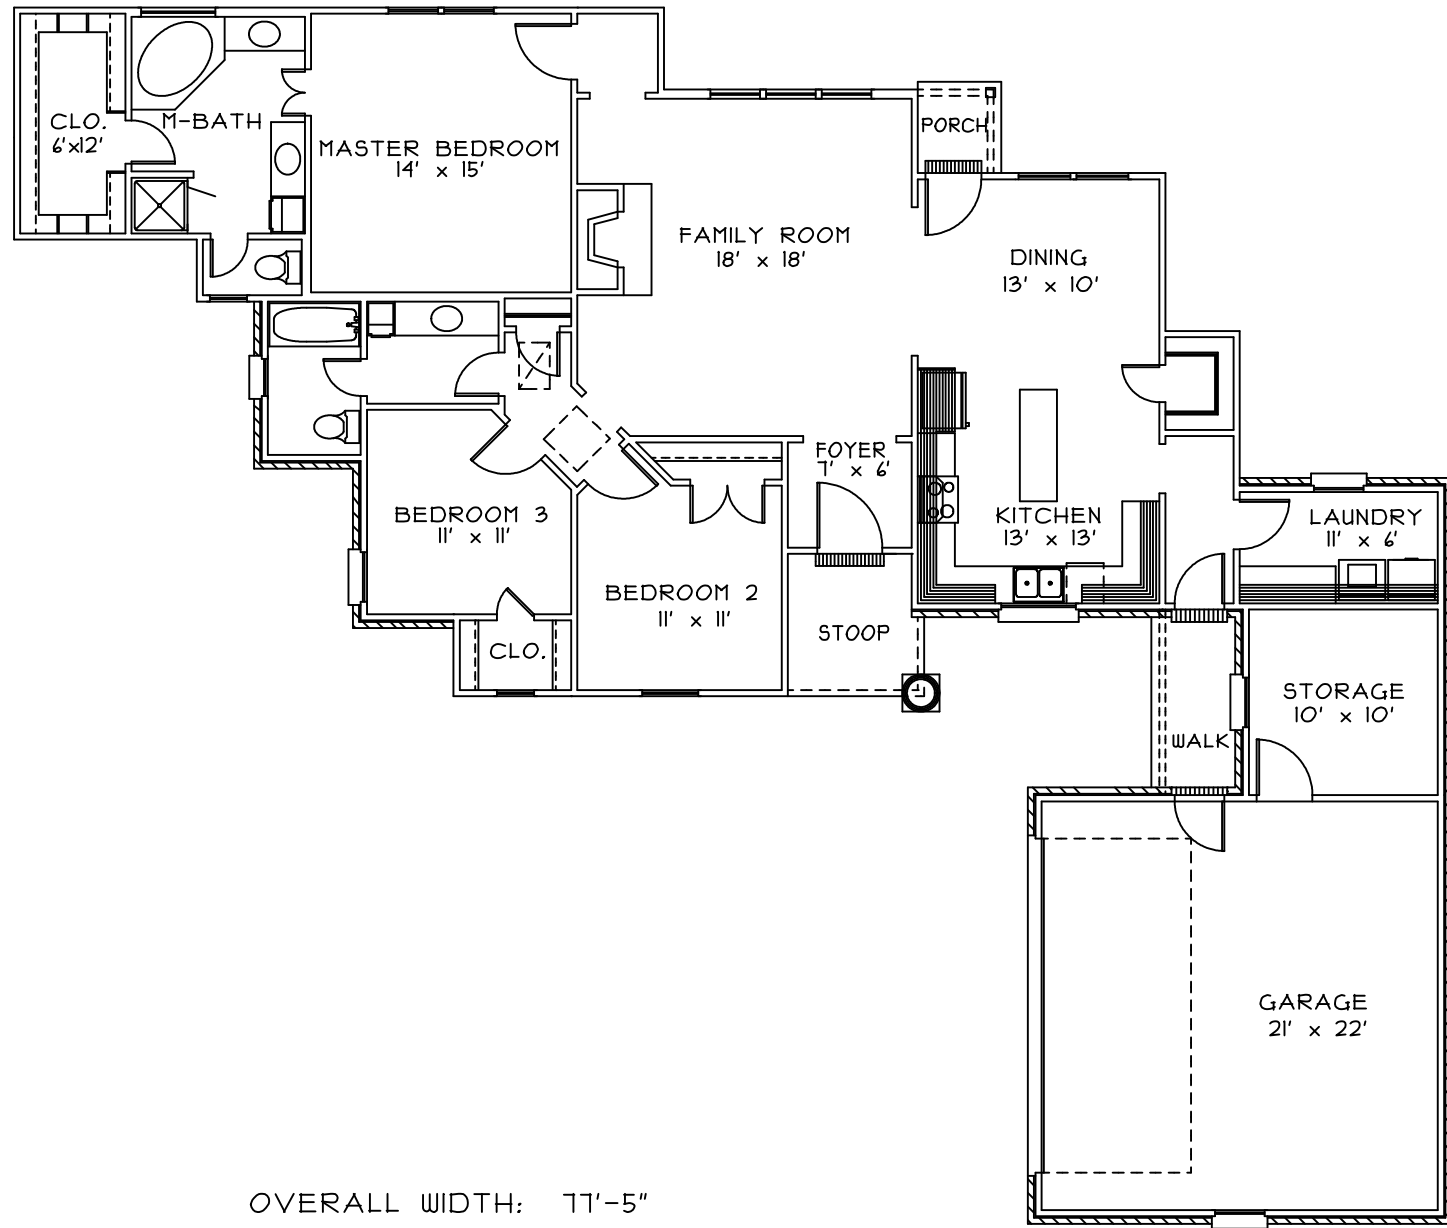 CLO.
6'x12'
M-BATH
MASTER BEDROOM
14' x 15'
PORCH
FAMILY ROOM
18' x 18'
DINING
13' x 10'
FOYER
7' x 6'
BEDROOM 3
11' x 11'
KITCHEN
13' x 13'
LAUNDRY
11' x 6'
BEDROOM 2
11' x 11'
STOOP
CLO.
STORAGE
10' x 10'
WALK
GARAGE
21' x 22'
OVERALL WIDTH: 77'-5"